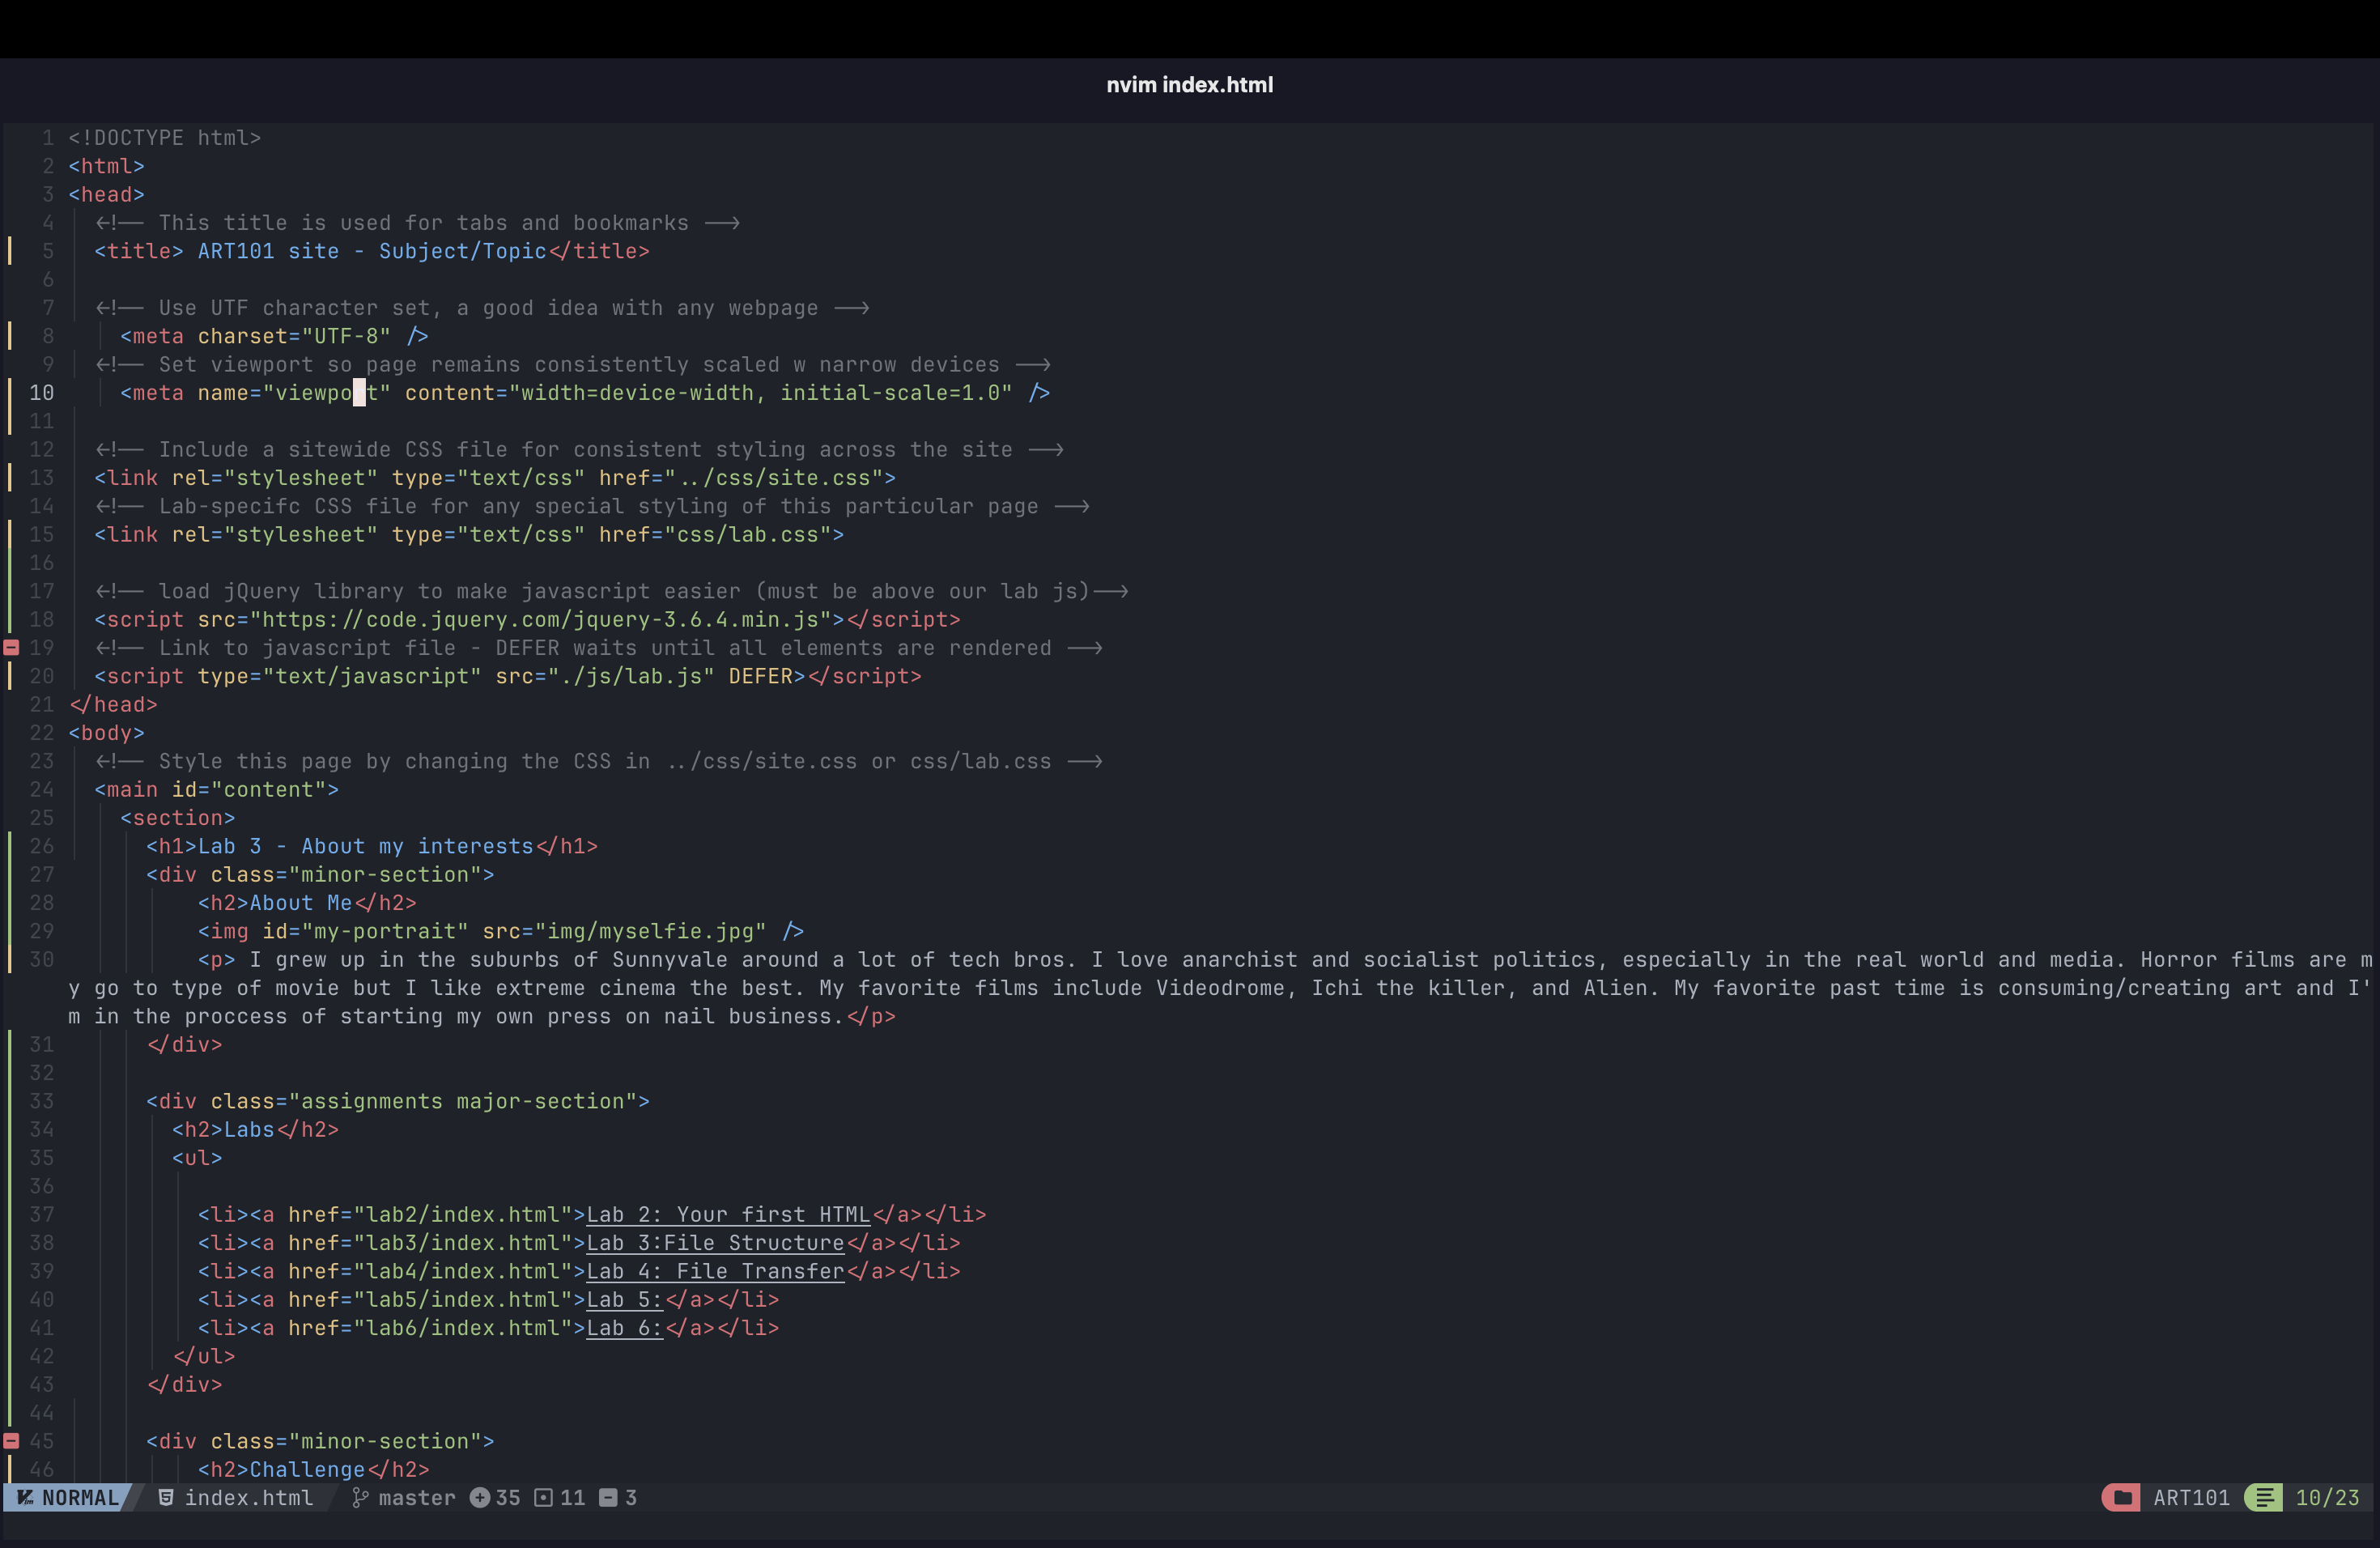 nvim index.html
1 <!DOCTYPE html>
2 <html>
3 <head>
4 <!-- This title is used for tabs and bookmarks -->
5 <title> ART101 site - Subject/Topic</title>
6
7 <!-- Use UTF character set, a good idea with any webpage -->
8 <meta charset="UTF-8" />
9 <!-- Set viewport so page remains consistently scaled w narrow devices -->
10 <meta name="viewport" content="width=device-width, initial-scale=1.0" />
11
12 <!-- Include a sitewide CSS file for consistent styling across the site -->
13 <link rel="stylesheet" type="text/css" href="../css/site.css">
14 <!-- Lab-specifc CSS file for any special styling of this particular page -->
15 <link rel="stylesheet" type="text/css" href="css/lab.css">
16
17 <!-- load jQuery library to make javascript easier (must be above our lab js)-->
18 <script src="https://code.jquery.com/jquery-3.6.4.min.js"></script>
19 <!-- Link to javascript file - DEFER waits until all elements are rendered -->
20 <script type="text/javascript" src="./js/lab.js" DEFER></script>
21 </head>
22 <body>
23 <!-- Style this page by changing the CSS in ../css/site.css or css/lab.css -->
24 <main id="content">
25 <section>
26 <h1>Lab 3 - About my interests</h1>
27 <div class="minor-section">
28 <h2>About Me</h2>
29 <img id="my-portrait" src="img/myselfie.jpg" />
30 <p> I grew up in the suburbs of Sunnyvale around a lot of tech bros. I love anarchist and socialist politics, especially in the real world and media. Horror films are m
y go to type of movie but I like extreme cinema the best. My favorite films include Videodrome, Ichi the killer, and Alien. My favorite past time is consuming/creating art and I'
m in the proccess of starting my own press on nail business.</p>
31 </div>
32
33 <div class="assignments major-section">
34 <h2>Labs</h2>
35 <ul>
36
37 <li><a href="lab2/index.html">Lab 2: Your first HTML</a></li>
38 <li><a href="lab3/index.html">Lab 3:File Structure</a></li>
39 <li><a href="lab4/index.html">Lab 4: File Transfer</a></li>
40 <li><a href="lab5/index.html">Lab 5:</a></li>
41 <li><a href="lab6/index.html">Lab 6:</a></li>
42 </ul>
43 </div>
44
45 <div class="minor-section">
46 <h2>Challenge</h2>
NORMAL index.html master 35 11 3 ART101 10/23